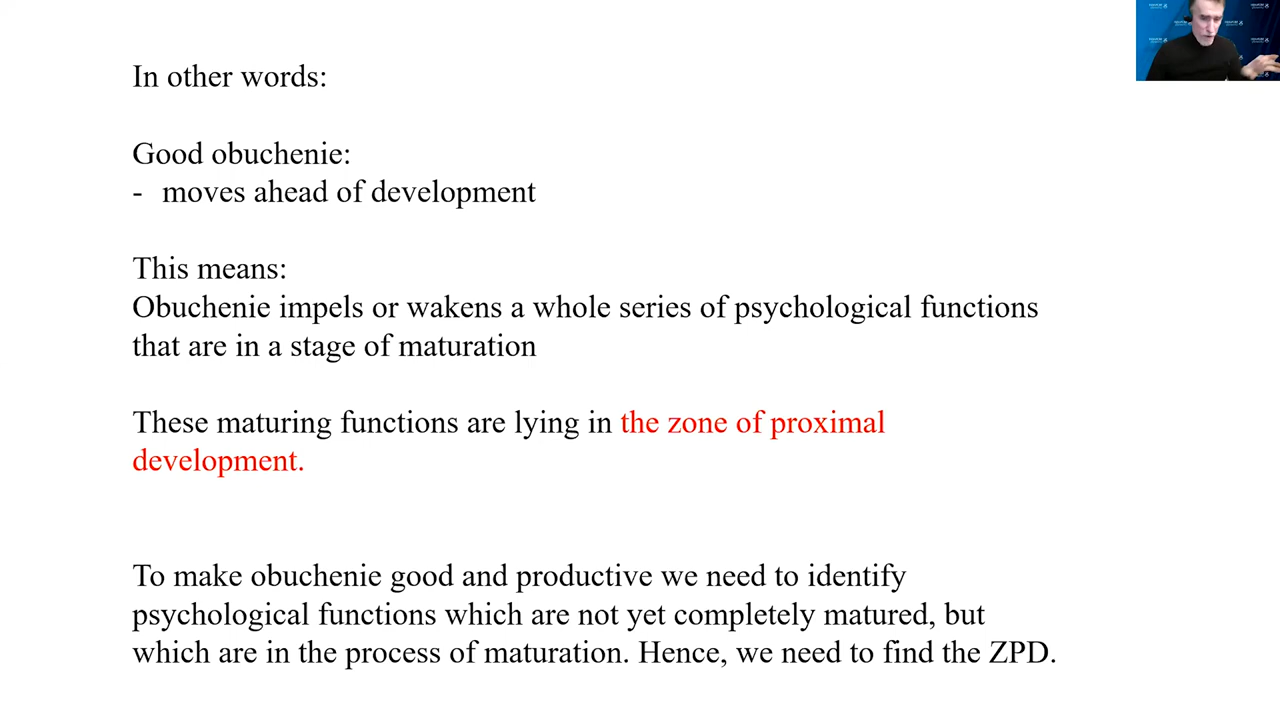 In other words:
Good obuchenie:
- moves ahead of development
This means:
Obuchenie impels or wakens a whole series of psychological functions
that are in a stage of maturation
These maturing functions are lying in the zone of proximal
development.
To make obuchenie good and productive we need to identify
psychological functions which are not yet completely matured, but
which are in the process of maturation. Hence, we need to find the ZPD.